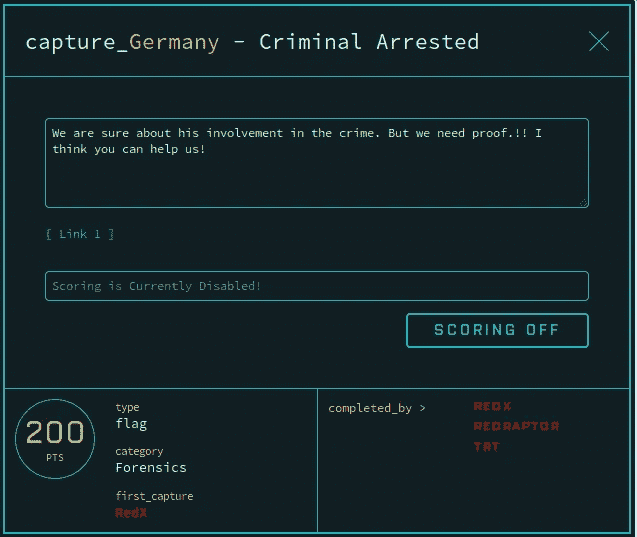 capture_Germany - Criminal Arrested
We are sure about his involvement in the crime. But we need proof.!! I
think you can help us!
{ Link 1 }
Scoring is Currently Disabled!
SCORING OFF
200
PTS
type
flag
category
Forensics
first_capture
RedX
completed_by >
REDX
REDRAPTOR
TRT